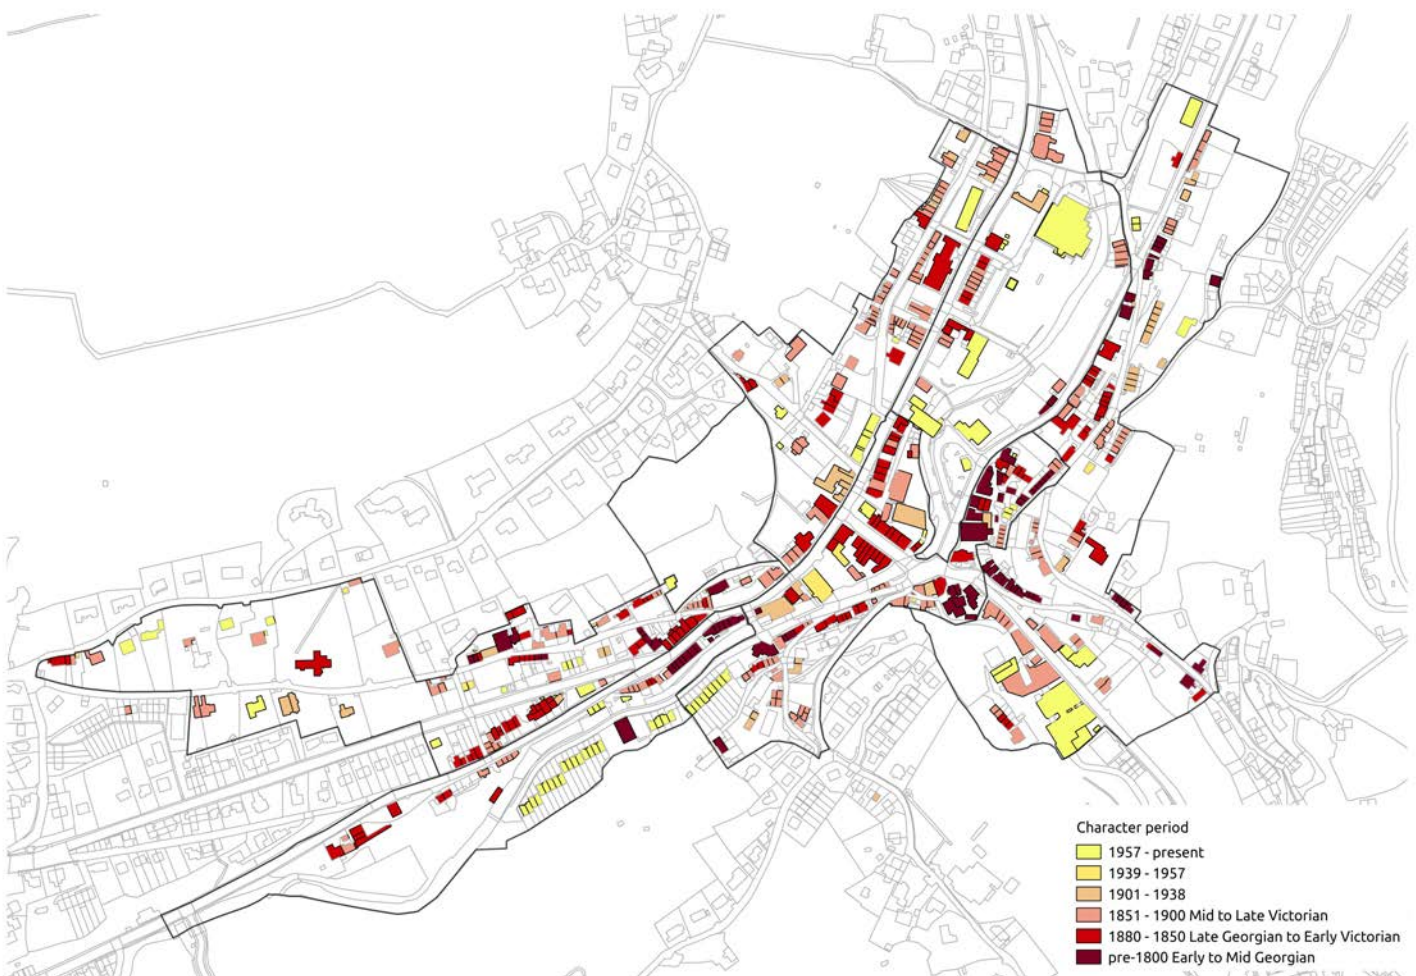 Character period
1957 - present
1939 - 1957
1901 - 1938
1851 - 1900 Mid to Late Victorian
1880 - 1850 Late Georgian to Early Victorian
pre-1800 Early to Mid Georgian